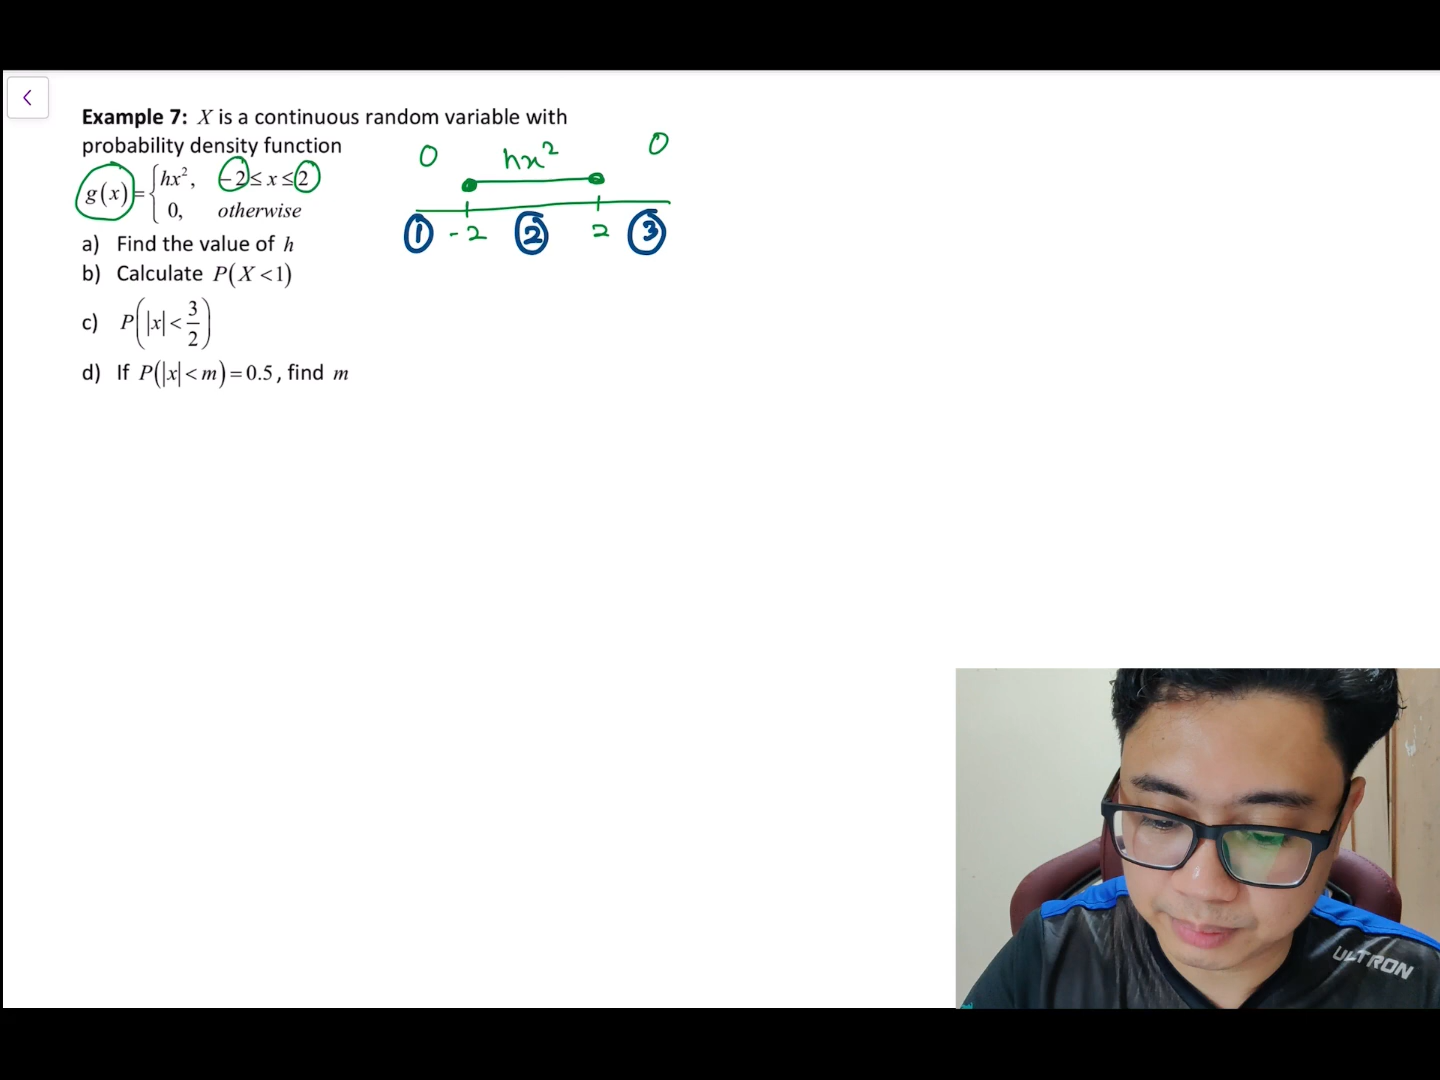 Example 7: X is a continuous random variable with
probability density function
g(x) = { hx², -2 ≤ x ≤ 2
0, otherwise
a) Find the value of h
b) Calculate P(X < 1)
c) P(|x| < 3/2)
d) If P(|x| < m) = 0.5, find m
0 hx² 0
① -2 ② 2 ③
ULTRON